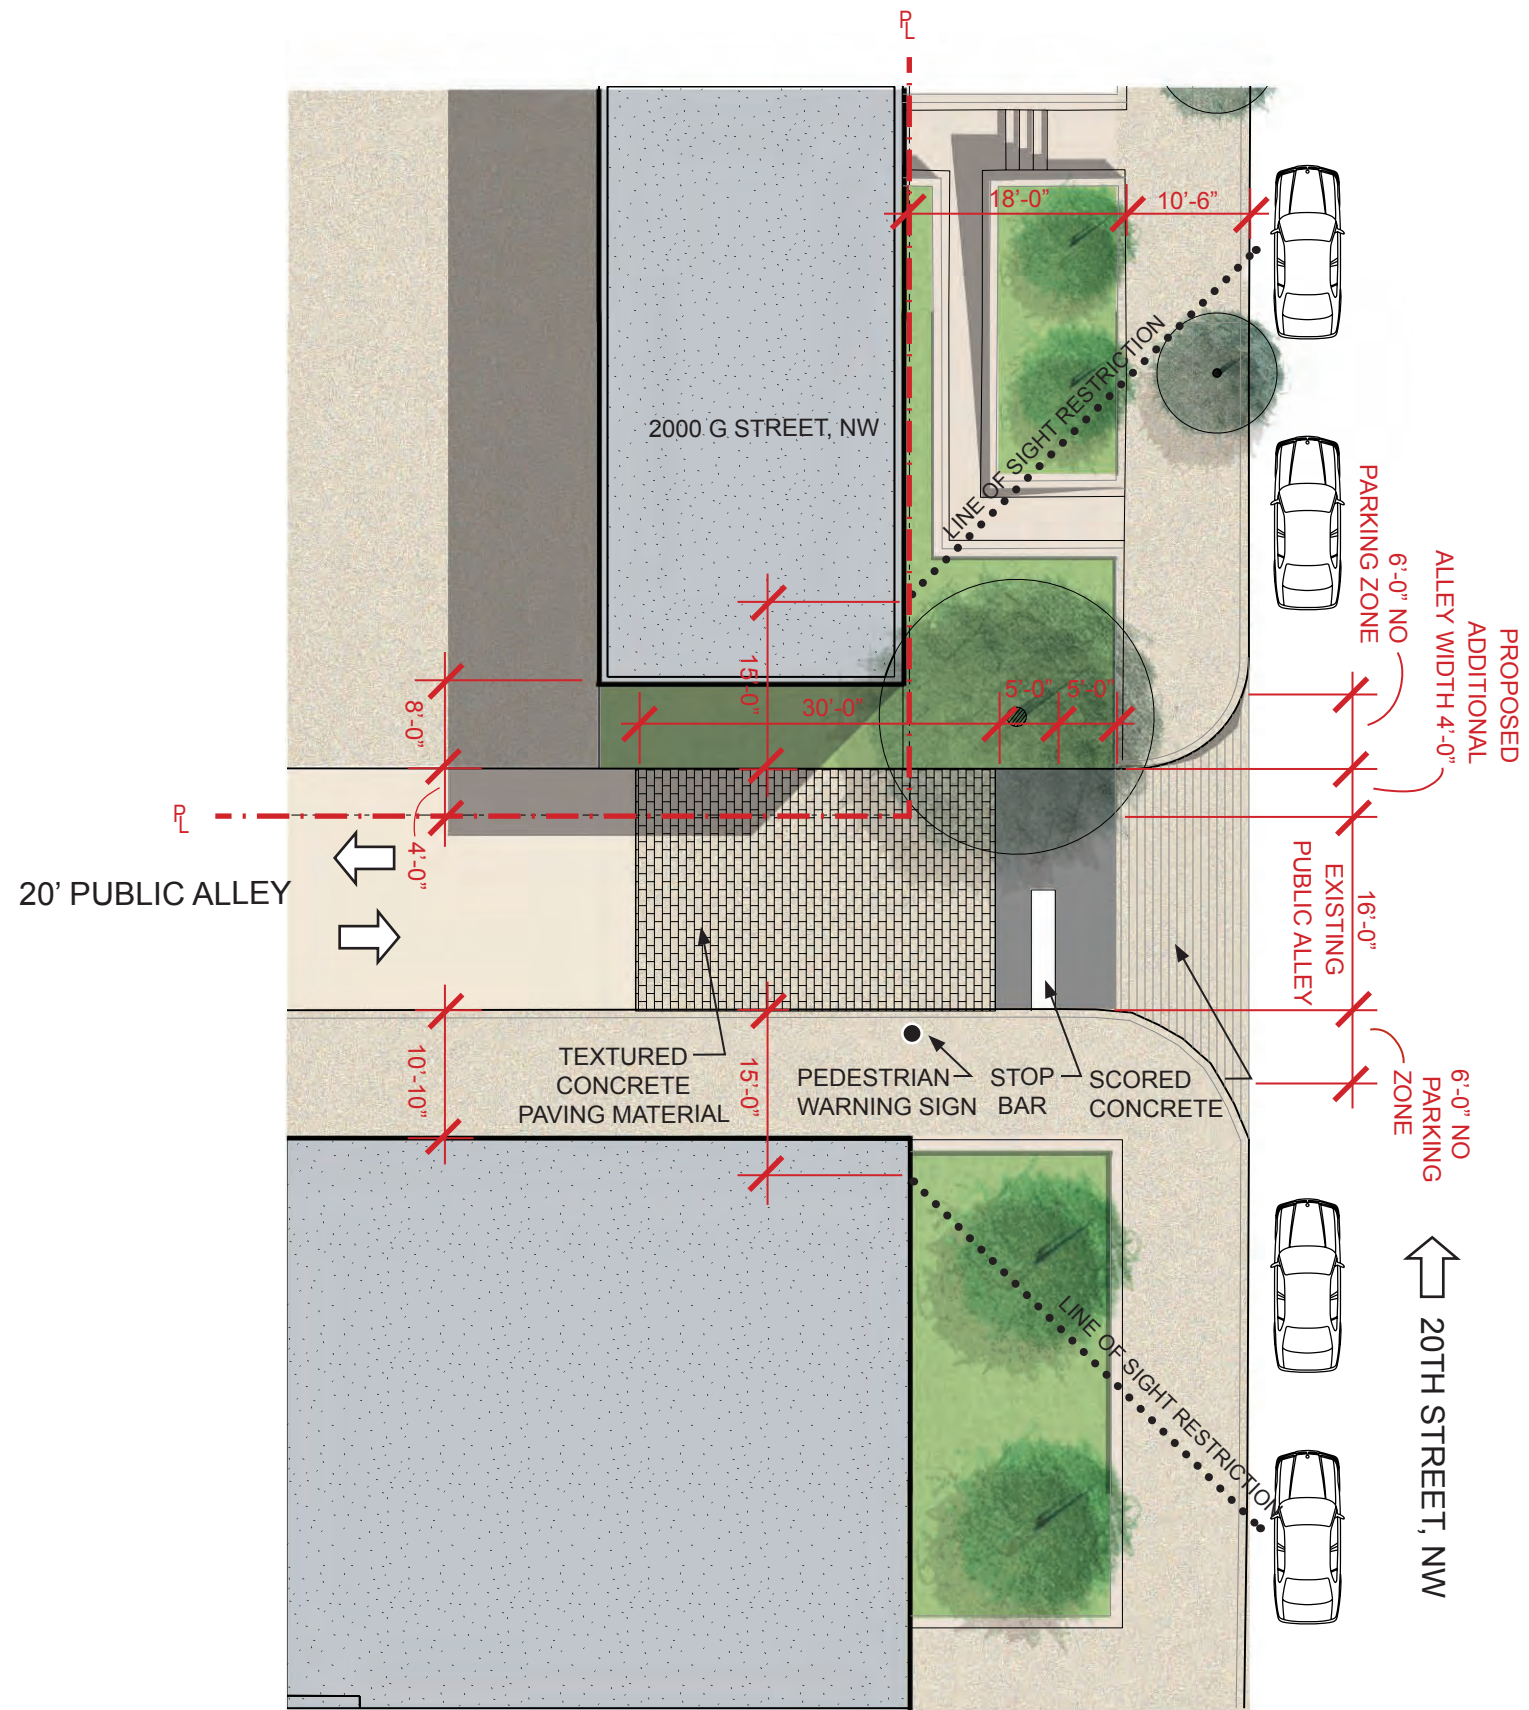 PL
18’-0”
10’-6”
LINE OF SIGHT RESTRICTION
2000 G STREET, NW
6’-0” NO
PARKING ZONE
PROPOSED
ADDITIONAL
ALLEY WIDTH 4’-0”
15’-0”
30’-0”
5’-0”
5’-0”
8’-0”
PL
4’-0”
20’ PUBLIC ALLEY
EXISTING
PUBLIC ALLEY
16’-0”
10’-10”
TEXTURED
CONCRETE
PAVING MATERIAL
15’-0”
PEDESTRIAN
WARNING SIGN
STOP
BAR
SCORED
CONCRETE
6’-0” NO
PARKING
ZONE
LINE OF SIGHT RESTRICTION
20TH STREET, NW